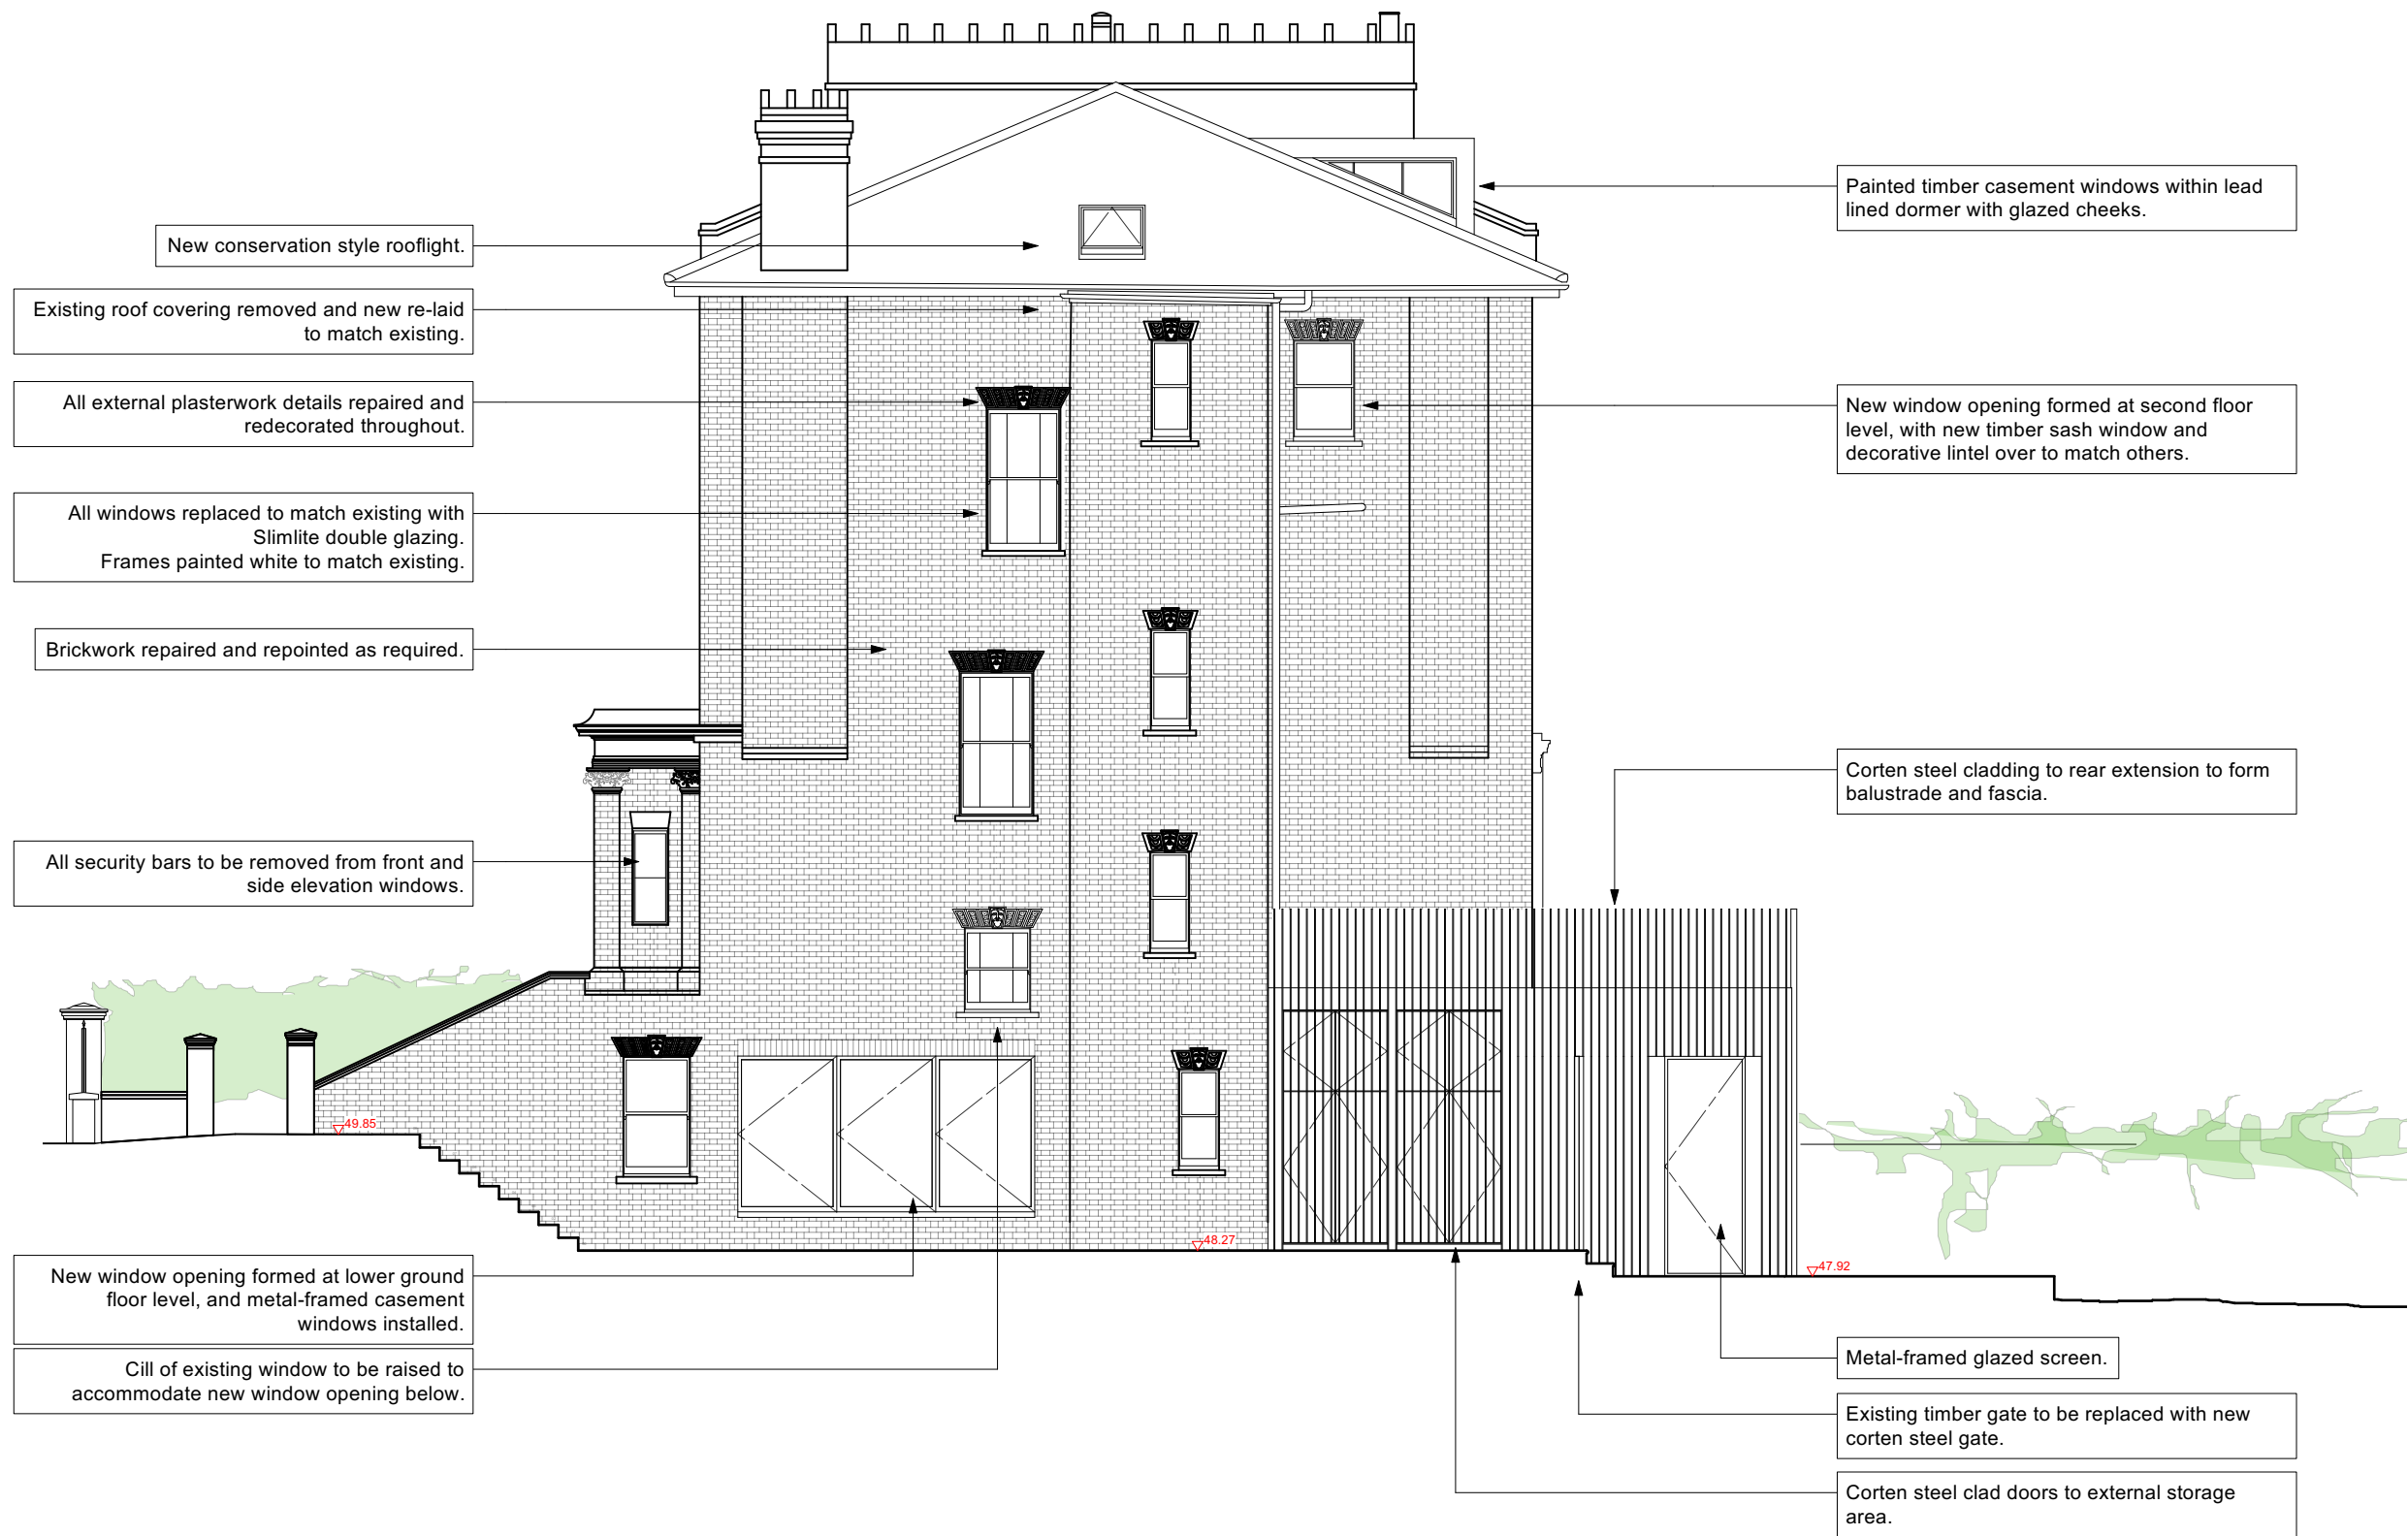 New conservation style rooflight.
Existing roof covering removed and new re-laid
to match existing.
All external plasterwork details repaired and
redecorated throughout.
All windows replaced to match existing with
Slimlite double glazing.
Frames painted white to match existing.
Brickwork repaired and repointed as required.
All security bars to be removed from front and
side elevation windows.
49.85
New window opening formed at lower ground
floor level, and metal-framed casement
windows installed.
Cill of existing window to be raised to
accommodate new window opening below.
48.27
47.92
Painted timber casement windows within lead
lined dormer with glazed cheeks.
New window opening formed at second floor
level, with new timber sash window and
decorative lintel over to match others.
Corten steel cladding to rear extension to form
balustrade and fascia.
Metal-framed glazed screen.
Existing timber gate to be replaced with new
corten steel gate.
Corten steel clad doors to external storage
area.